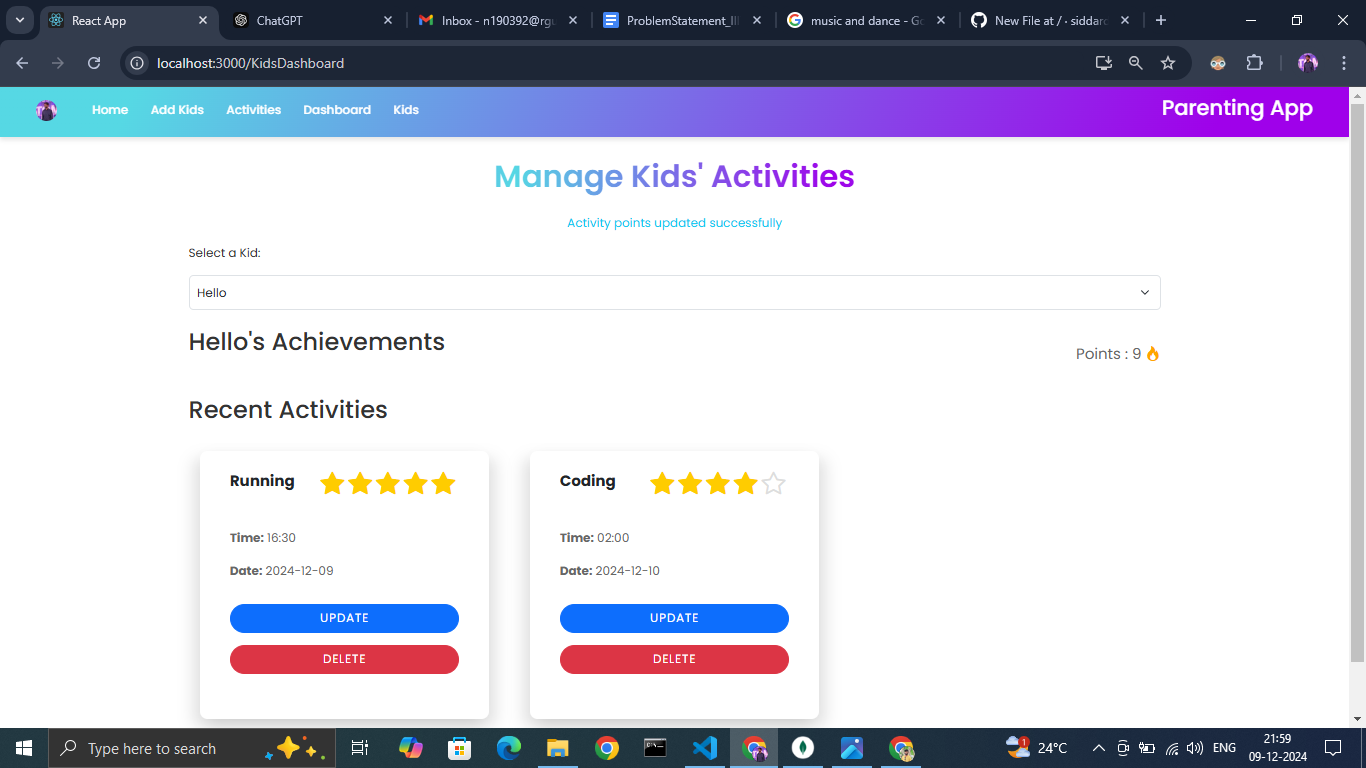 React App
ChatGPT
Inbox - n190392@rgu
ProblemStatement_II
music and dance - Go
New File at / · siddaro
localhost:3000/KidsDashboard
Home Add Kids Activities Dashboard Kids Parenting App
Manage Kids' Activities
Activity points updated successfully
Select a Kid:
Hello
Hello's Achievements
Points : 9
Recent Activities
Running
Time: 16:30
Date: 2024-12-09
UPDATE
DELETE
Coding
Time: 02:00
Date: 2024-12-10
UPDATE
DELETE
Type here to search
1
24°C
ENG
21:59
09-12-2024